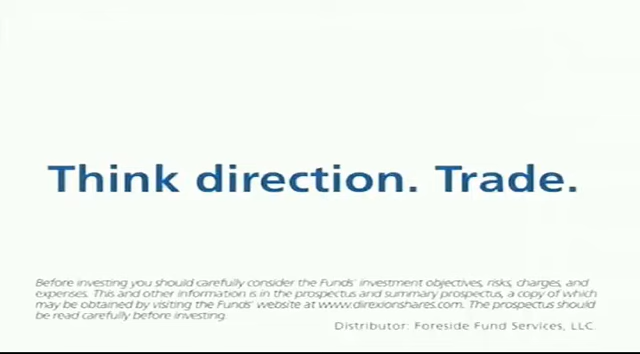 Think direction. Trade.
Before investing you should carefully consider the Funds' investment objectives, risks, charges, and
expenses. This and other information is in the prospectus and summary prospectus, a copy of which
may be obtained by visiting the Funds' website at www.direxionshares.com. The prospectus should
be read carefully before investing.
Distributor: Foreside Fund Services, LLC.